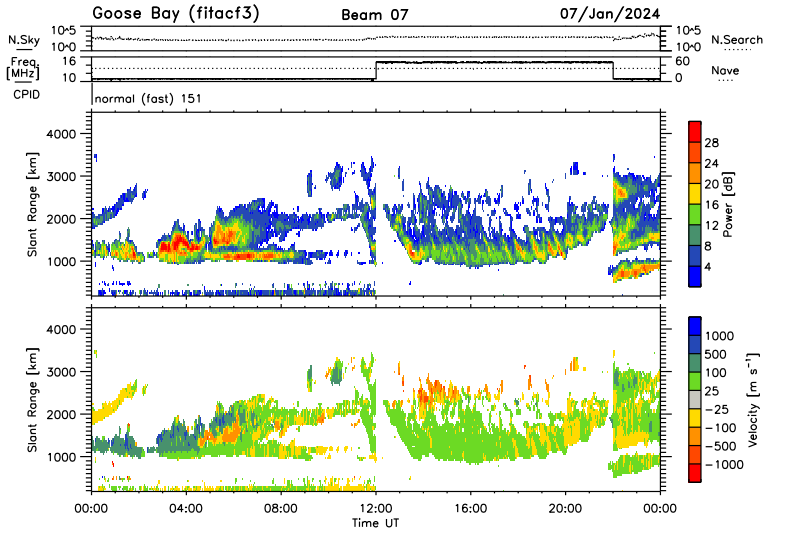 Goose Bay (fitacf3) Beam 07 07/Jan/2024
N.Sky 10^5 10^0 10^5 10^0 N.Search
Freq. [MHz] 16 10 60 0 Nave
CPID normal (fast) 151
Slant Range [km]
4000
3000
2000
1000
28
24
20
16
12
8
4
Power [dB]
Slant Range [km]
4000
3000
2000
1000
1000
500
100
25
−25
−100
−500
−1000
Velocity [m s⁻¹]
00:00 04:00 08:00 12:00 16:00 20:00 00:00
Time UT